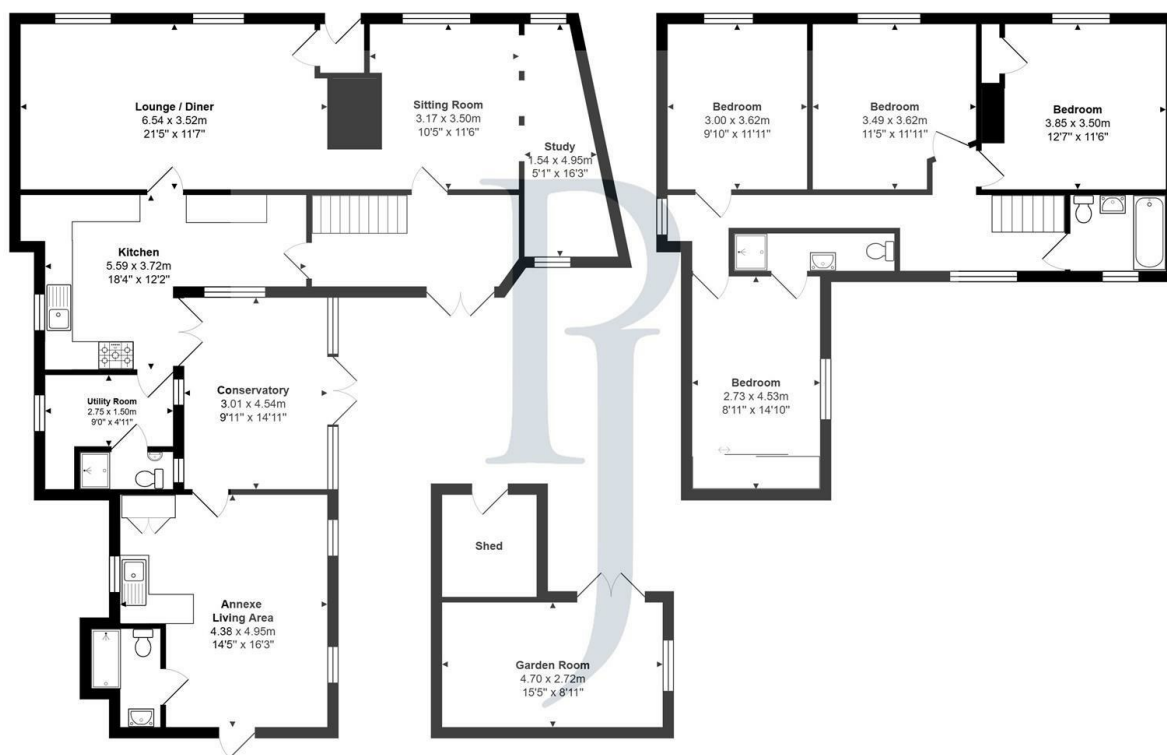 Lounge / Diner
6.54 x 3.52m
21'5" x 11'7"
Sitting Room
3.17 x 3.50m
10'5" x 11'6"
Study
1.54 x 4.95m
5'1" x 16'3"
Kitchen
5.59 x 3.72m
18'4" x 12'2"
Utility Room
2.75 x 1.50m
9'0" x 4'11"
Conservatory
3.01 x 4.54m
9'11" x 14'11"
Annexe
Living Area
4.38 x 4.95m
14'5" x 16'3"
Shed
Garden Room
4.70 x 2.72m
15'5" x 8'11"
Bedroom
3.00 x 3.62m
9'10" x 11'11"
Bedroom
3.49 x 3.62m
11'5" x 11'11"
Bedroom
3.85 x 3.50m
12'7" x 11'6"
Bedroom
2.73 x 4.53m
8'11" x 14'10"
PJ